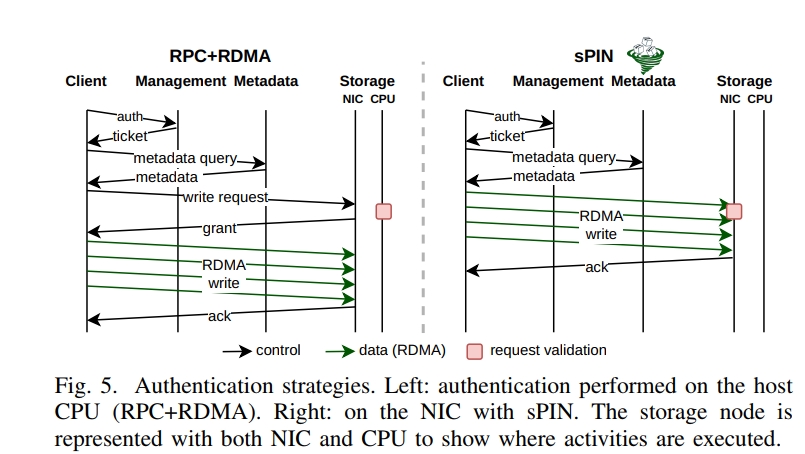 RPC+RDMA
Client Management Metadata Storage
NIC CPU
auth
ticket
metadata query
metadata
write request
grant
RDMA
write
ack
sPIN
Client Management Metadata Storage
NIC CPU
auth
ticket
metadata query
metadata
RDMA
write
ack
control data (RDMA) request validation
Fig. 5. Authentication strategies. Left: authentication performed on the host
CPU (RPC+RDMA). Right: on the NIC with sPIN. The storage node is
represented with both NIC and CPU to show where activities are executed.